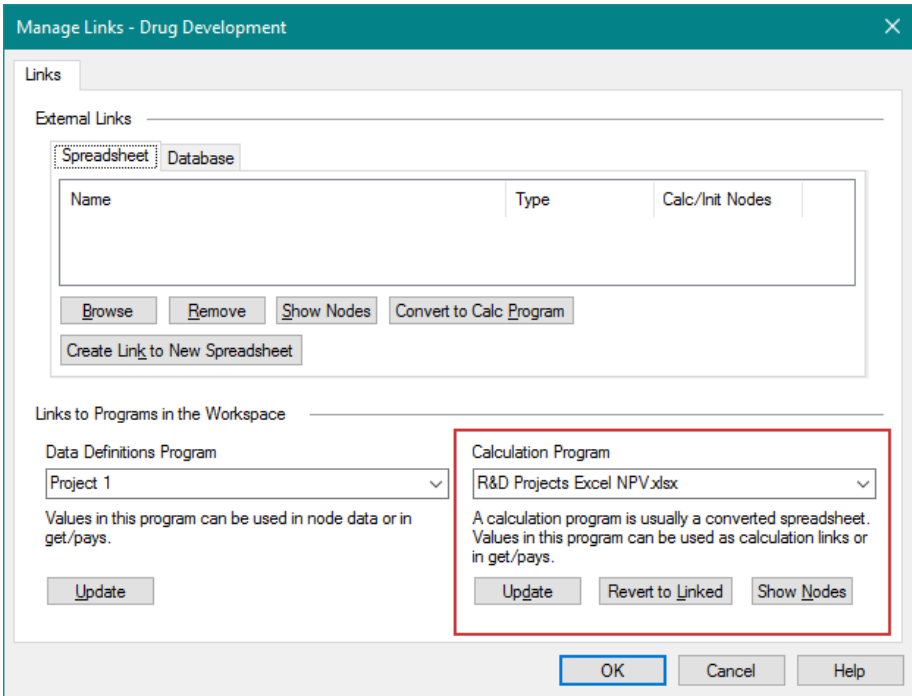 Manage Links - Drug Development
Links
External Links
Spreadsheet Database
Name Type Calc/Init Nodes
Browse Remove Show Nodes Convert to Calc Program
Create Link to New Spreadsheet
Links to Programs in the Workspace
Data Definitions Program
Project 1
Values in this program can be used in node data or in
get/pays.
Update
Calculation Program
R&D Projects Excel NPV.xlsx
A calculation program is usually a converted spreadsheet.
Values in this program can be used as calculation links or
in get/pays.
Update Revert to Linked Show Nodes
OK Cancel Help